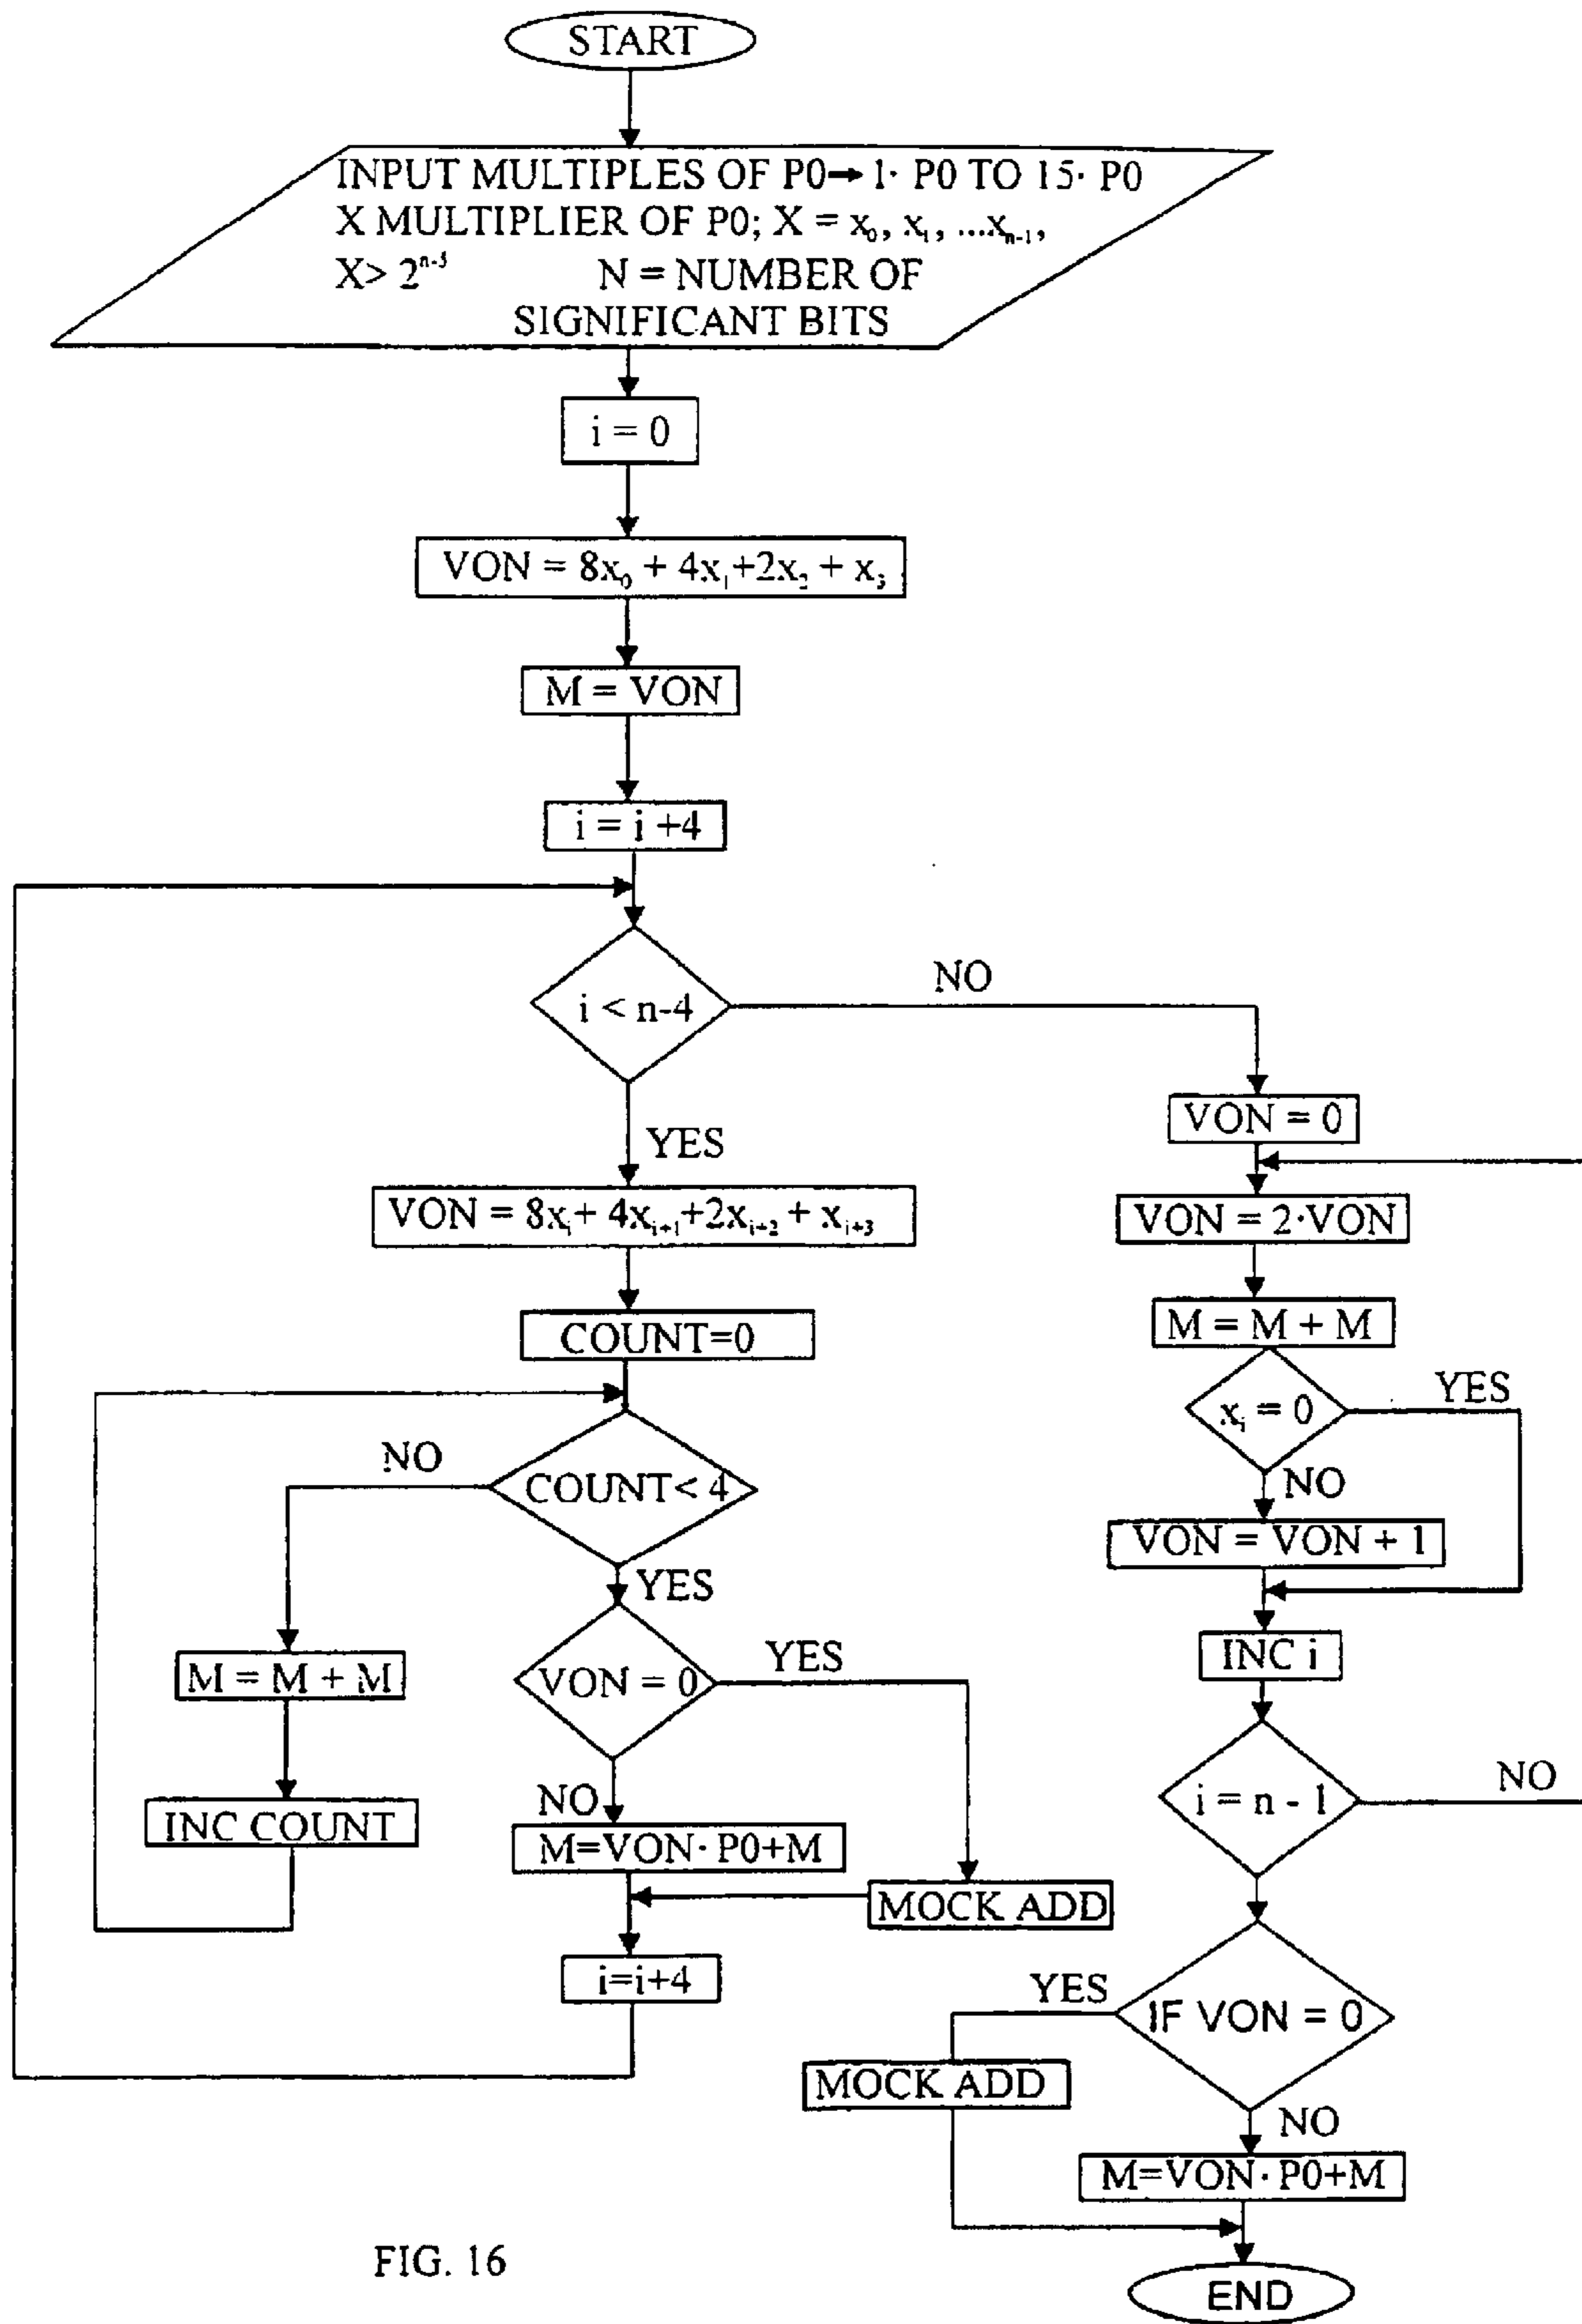 START
INPUT MULTIPLES OF P0→ 1· P0 TO 15· P0
X MULTIPLIER OF P0; X = x₀, x₁, ...xₙ₋₁,
X> 2ⁿ⁻⁵ N = NUMBER OF
SIGNIFICANT BITS
i = 0
VON = 8x₀ + 4x₁+2x₂ + x₃
M = VON
i = i +4
i < n-4
NO
YES
VON = 0
VON = 8xᵢ+ 4xᵢ₊₁+2xᵢ₊₂ + xᵢ₊₃
VON = 2·VON
COUNT=0
M = M + M
xᵢ = 0
YES
NO
COUNT< 4
NO
YES
VON = VON + 1
VON = 0
YES
NO
M = M + M
INC COUNT
M=VON· P0+M
MOCK ADD
i=i+4
INC i
i = n - 1
NO
IF VON = 0
YES
MOCK ADD
NO
M=VON· P0+M
END
FIG. 16